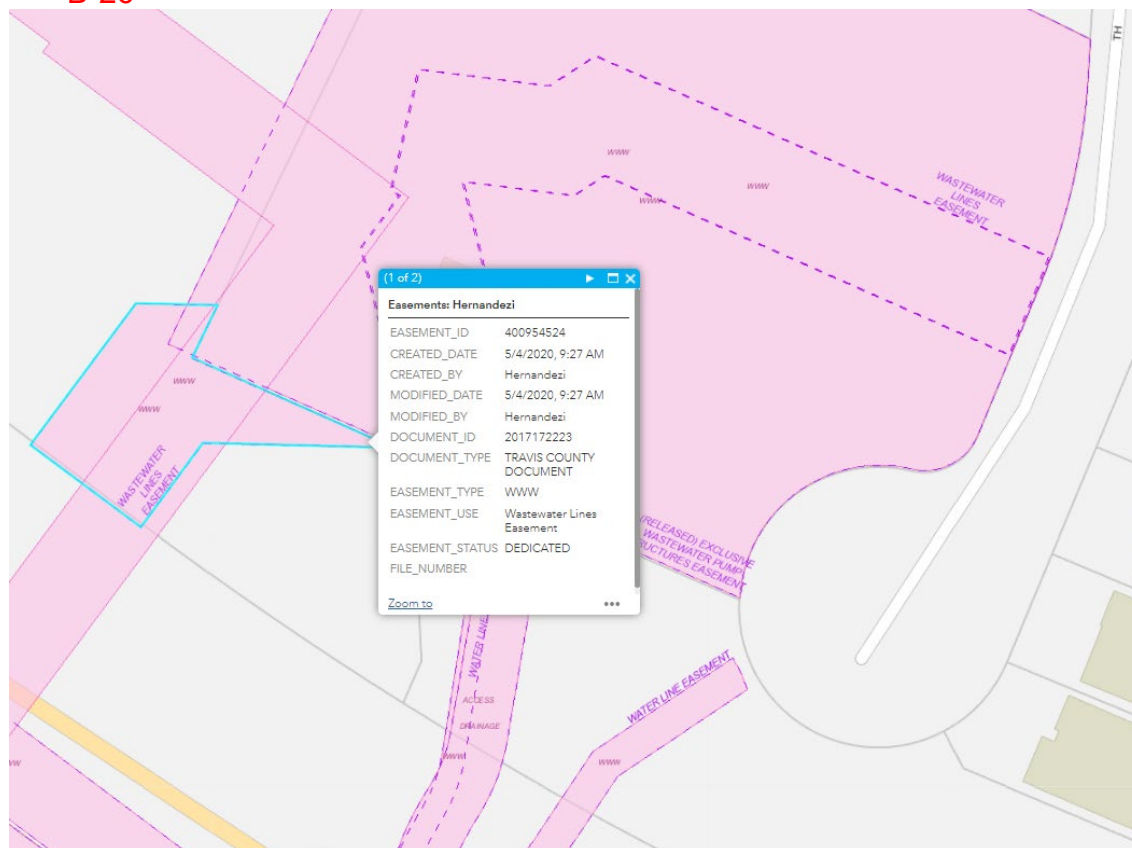 TH
WWW
WWW
WASTEWATER
LINES
EASEMENT
WWW
(1 of 2)
Easements: Hernandezi
EASEMENT_ID 400954524
CREATED_DATE 5/4/2020, 9:27 AM
CREATED_BY Hernandezi
MODIFIED_DATE 5/4/2020, 9:27 AM
MODIFIED_BY Hernandezi
DOCUMENT_ID 2017172223
DOCUMENT_TYPE TRAVIS COUNTY
DOCUMENT
EASEMENT_TYPE WWW
EASEMENT_USE Wastewater Lines
Easement
EASEMENT_STATUS DEDICATED
FILE_NUMBER
Zoom to
WWW
WWW
WASTEWATER
LINES
EASEMENT
(RELEASED) EXCLUSIVE
WASTEWATER PUMP
EASEMENT
WATER LINE
ACCESS
DRAINAGE
WWW
WATER LINE EASEMENT
WWW